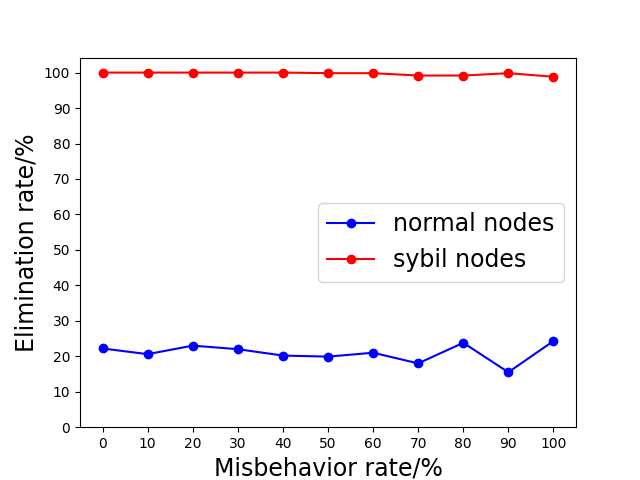 Elimination rate/%
100
90
80
70
60
50
40
30
20
10
0
normal nodes
sybil nodes
0 10 20 30 40 50 60 70 80 90 100
Misbehavior rate/%